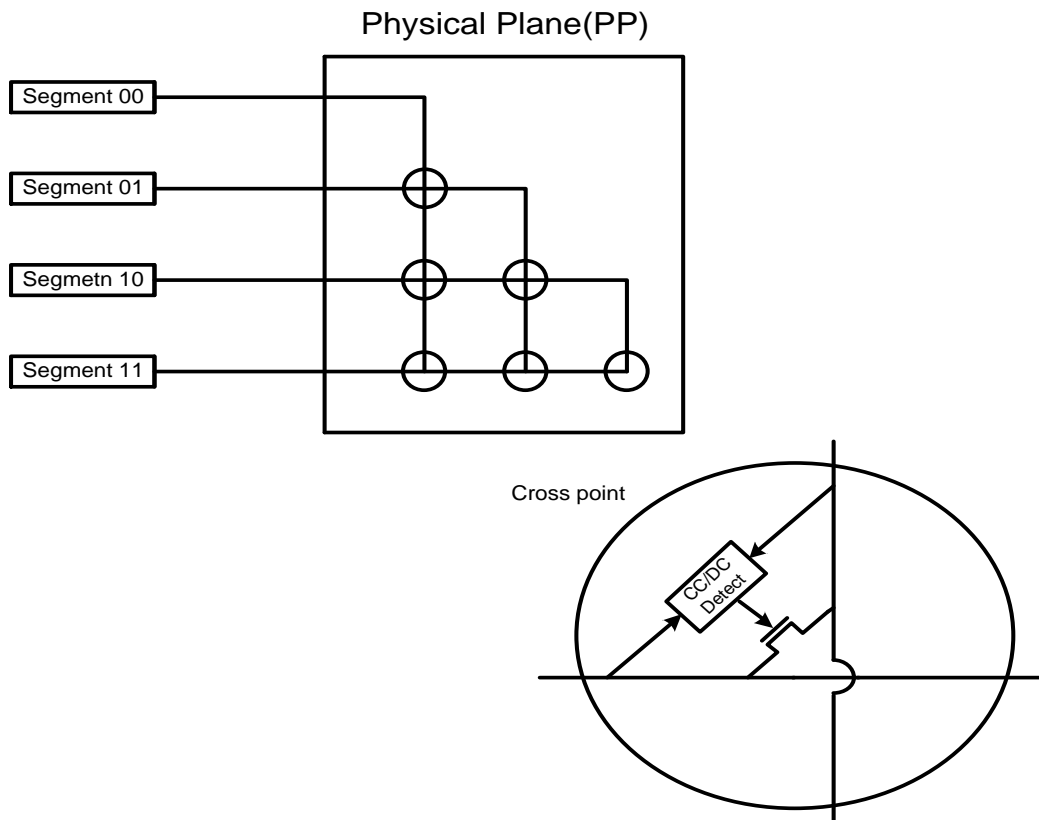 Physical Plane(PP)
Segment 00
Segment 01
Segmetn 10
Segment 11
Cross point
CC/DC
Detect